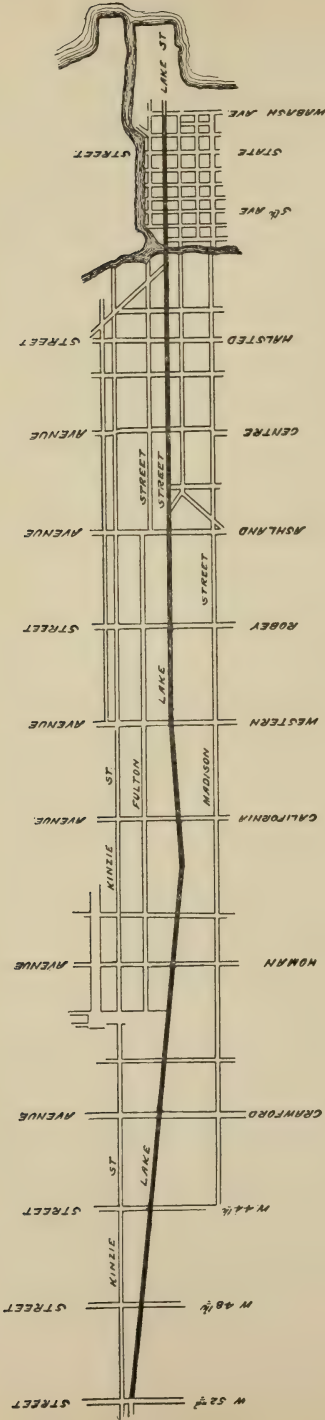 LAKE ST
WABASH AVE
STATE STREET
5th AVE
HALSTED STREET
CENTRE AVENUE
STREET
STREET
ASHLAND AVENUE
STREET
ROBEY STREET
LAKE
WESTERN AVENUE
FULTON
MADISON
KINZIE ST.
CALIFORNIA AVENUE
HOMAN AVENUE
CRAWFORD AVENUE
LAKE
KINZIE ST
W 44th STREET
W 48th STREET
W 52nd STREET